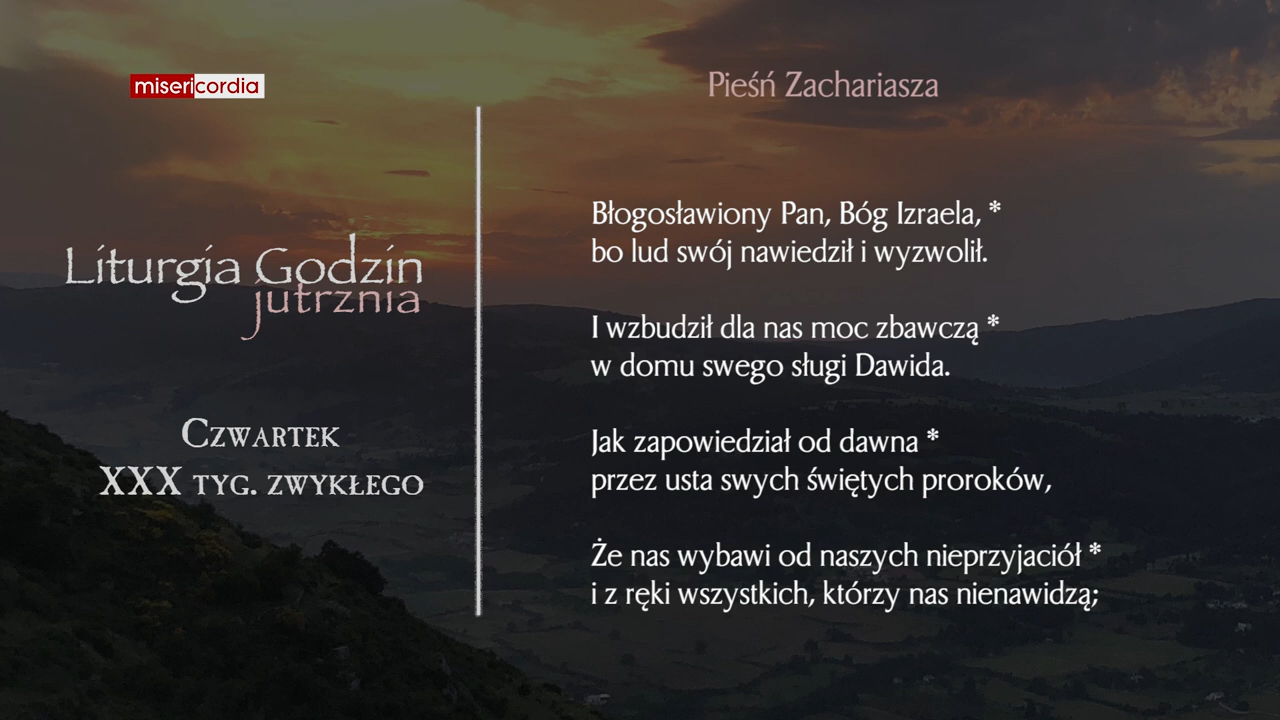 misericordia
Liturgia Godzin
jutrznia
Czwartek
XXX tyg. zwykłego
Pieśń Zachariasza
Błogosławiony Pan, Bóg Izraela, *
bo lud swój nawiedził i wyzwolił.
I wzbudził dla nas moc zbawczą *
w domu swego sługi Dawida.
Jak zapowiedział od dawna *
przez usta swych świętych proroków,
Że nas wybawi od naszych nieprzyjaciół *
i z ręki wszystkich, którzy nas nienawidzą;